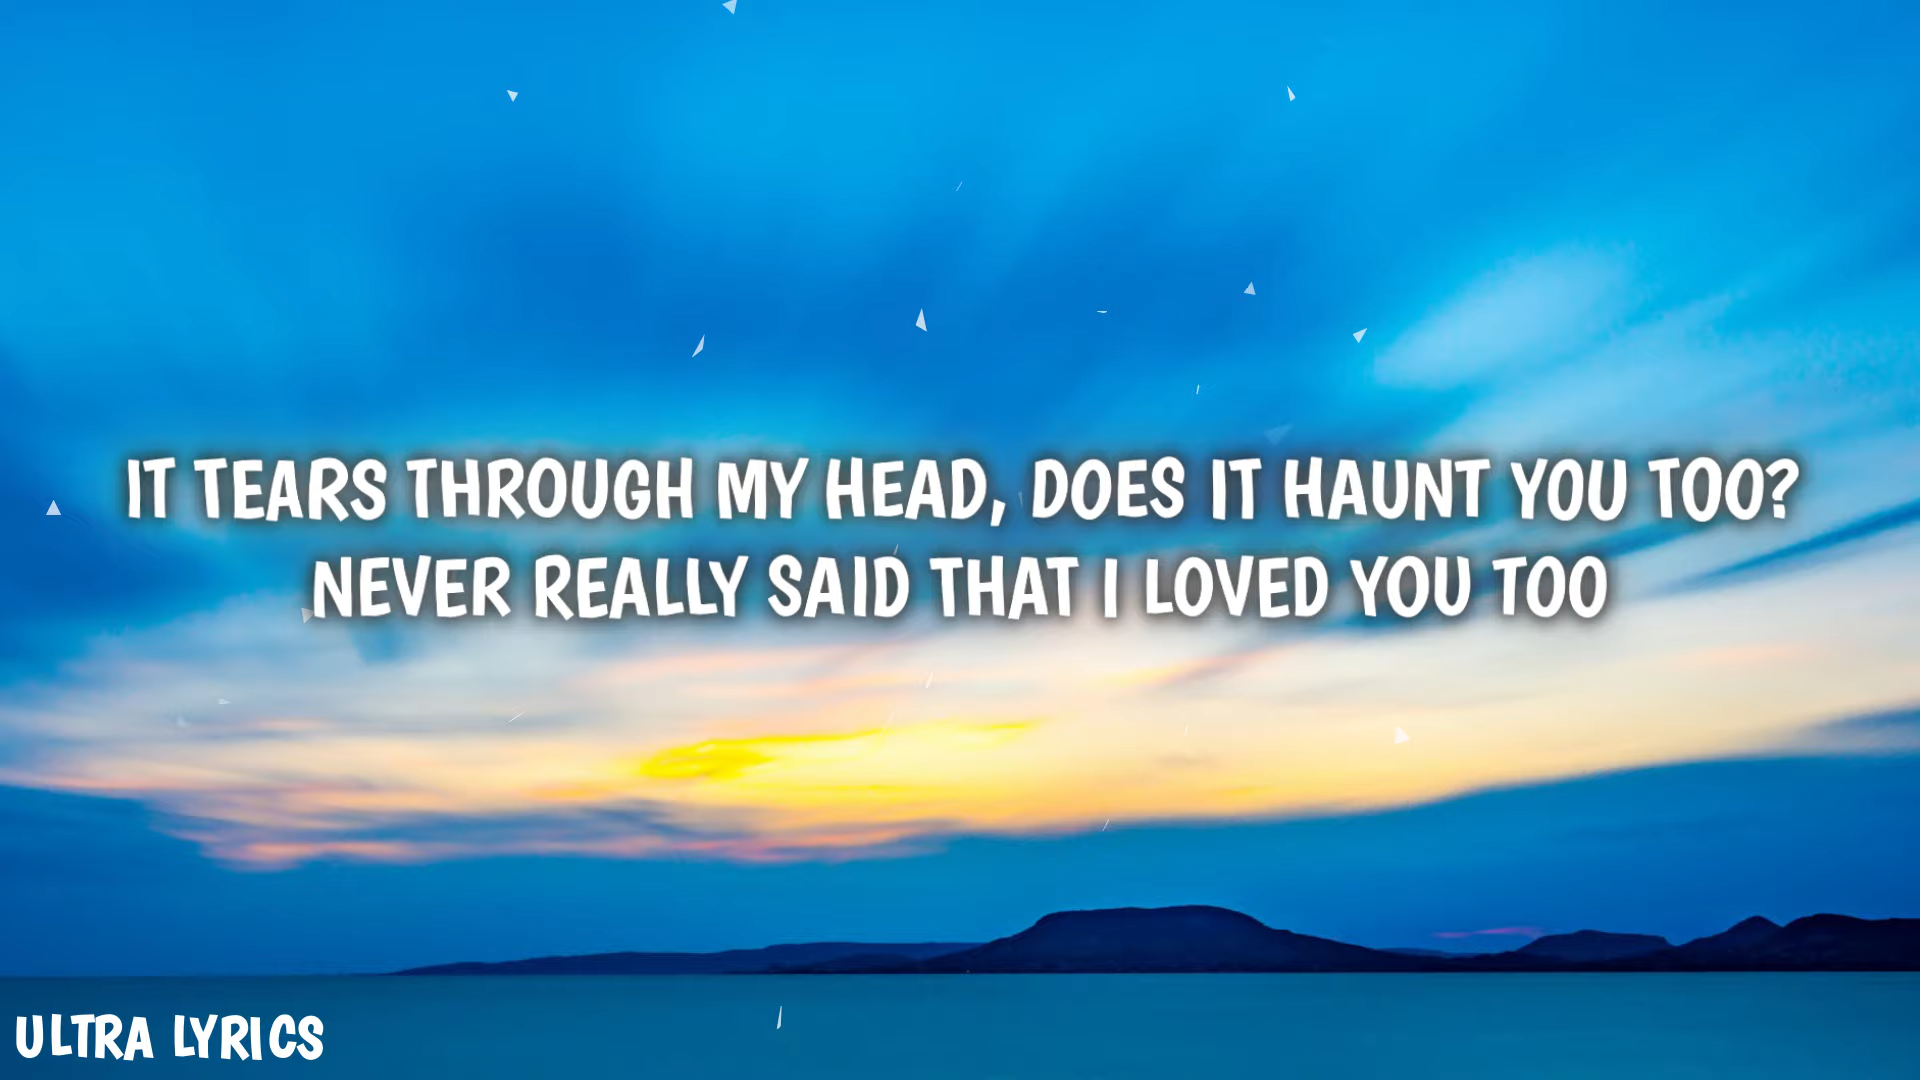 IT TEARS THROUGH MY HEAD, DOES IT HAUNT YOU TOO?
NEVER REALLY SAID THAT I LOVED YOU TOO
ULTRA LYRICS